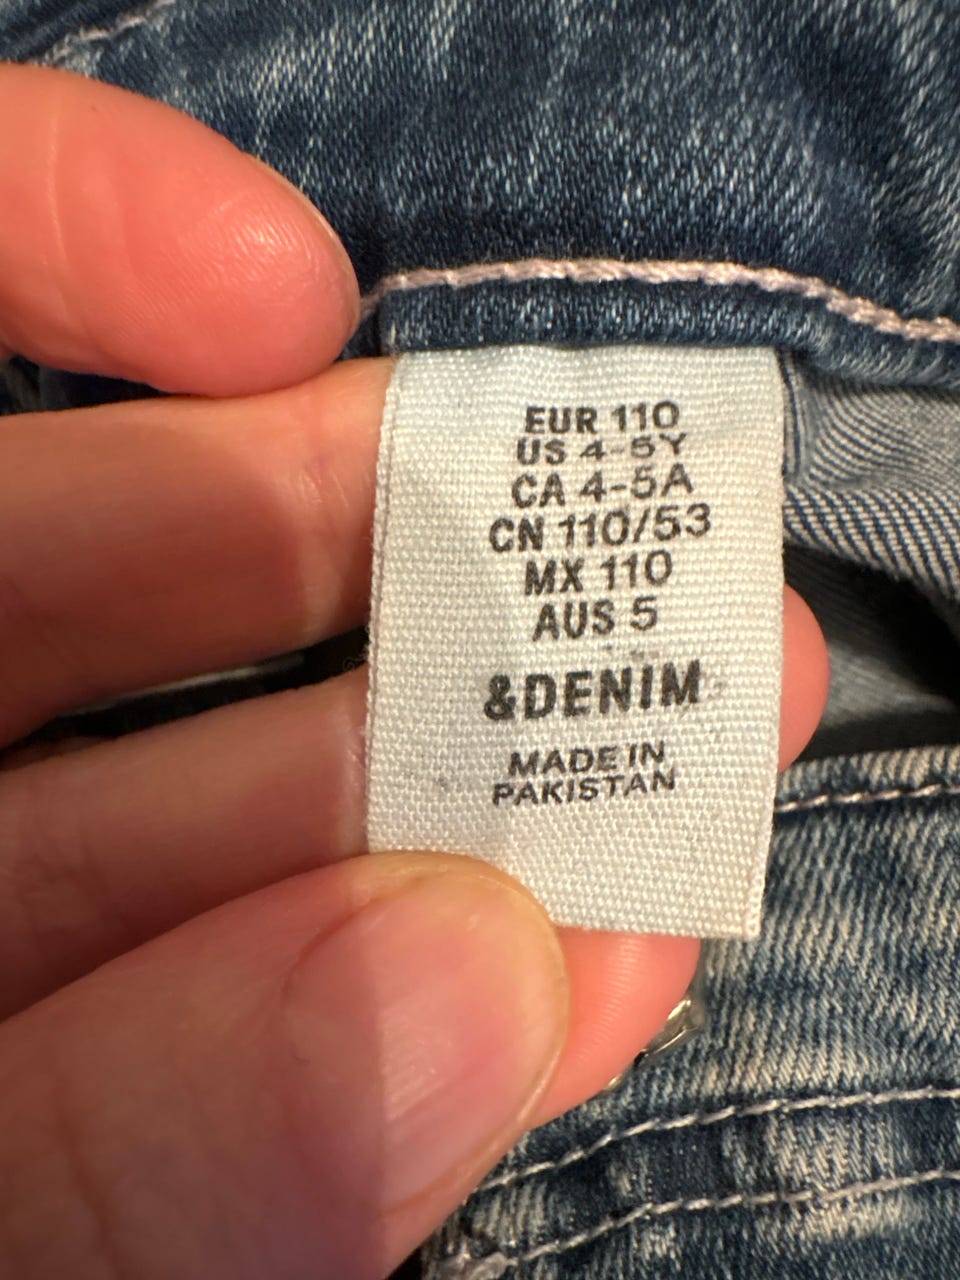 EUR 110
US 4-5Y
CA 4-5A
CN 110/53
MX 110
AUS 5
&DENIM
MADE IN
PAKISTAN